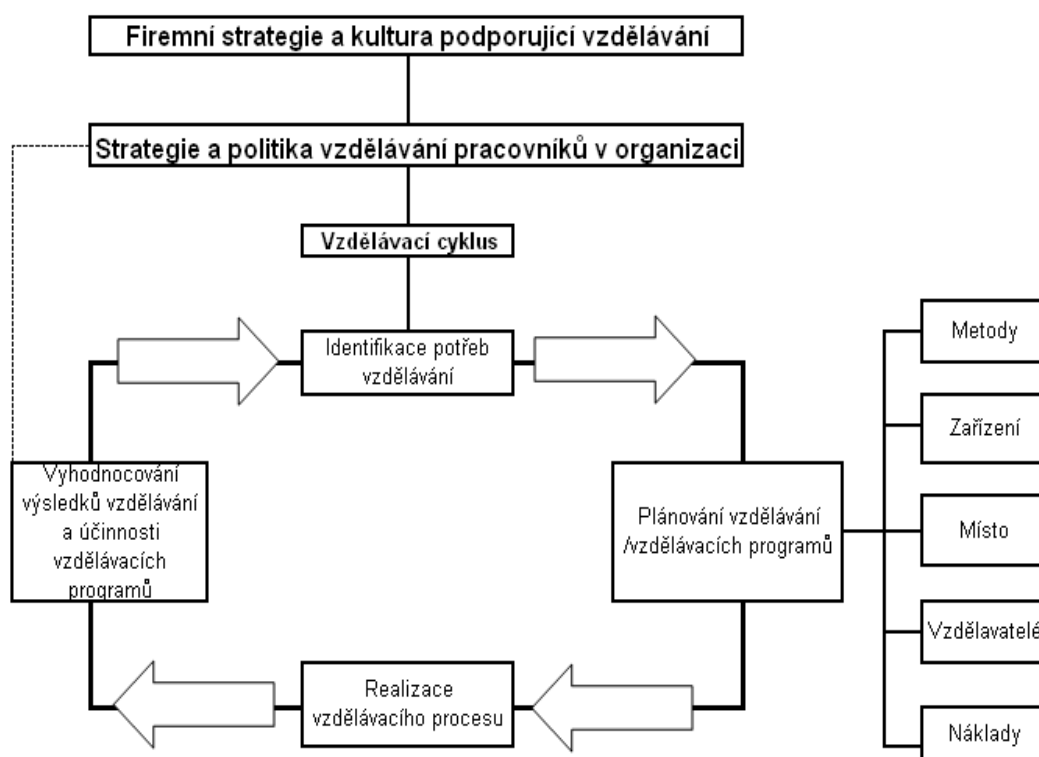 Firemní strategie a kultura podporující vzdělávání
Strategie a politika vzdělávání pracovníků v organizaci
Vzdělávací cyklus
Identifikace potřeb
vzdělávání
Metody
Zařízení
Vyhodnocování
výsledků vzdělávání
a účinnosti
vzdělávacích
programů
Plánování vzdělávání
/vzdělávacích programů
Místo
Vzdělavatelé
Realizace
vzdělávacího procesu
Náklady